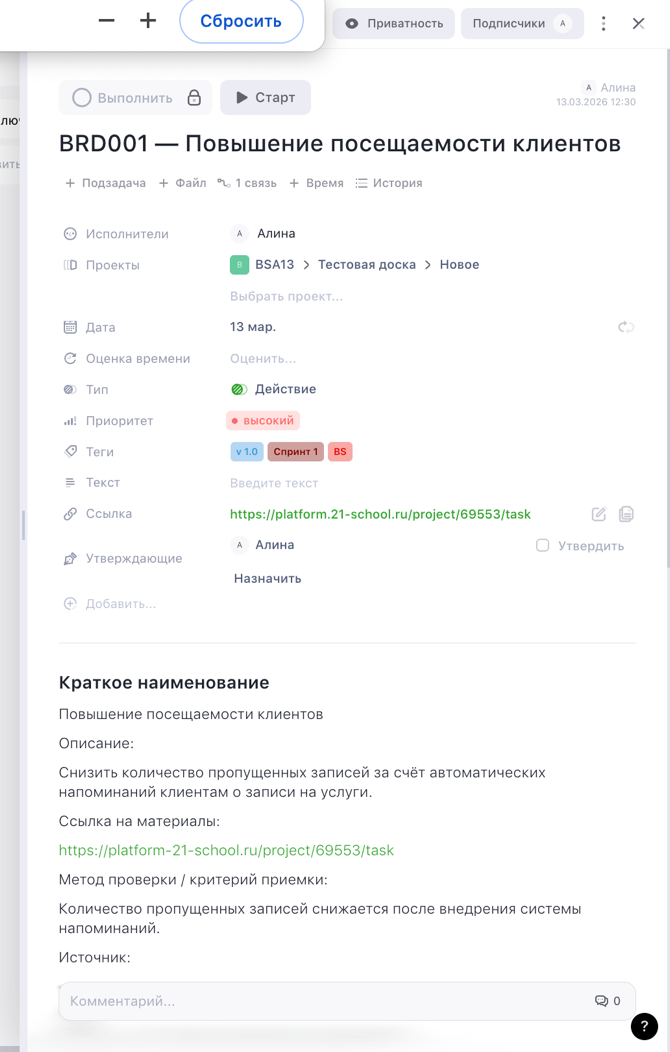 Сбросить
Приватность
Подписчики А
Выполнить
Старт
А Алина
13.03.2026 12:30
BRD001 — Повышение посещаемости клиентов
+ Подзадача
+ Файл
1 связь
+ Время
История
Исполнители
А Алина
Проекты
B BSA13 > Тестовая доска > Новое
Выбрать проект...
Дата
13 мар.
Оценка времени
Оценить...
Тип
Действие
Приоритет
высокий
Теги
v 1.0 Спринт 1 BS
Текст
Введите текст
Ссылка
https://platform.21-school.ru/project/69553/task
Утверждающие
А Алина
Утвердить
Назначить
Добавить...
Краткое наименование
Повышение посещаемости клиентов
Описание:
Снизить количество пропущенных записей за счёт автоматических
напоминаний клиентам о записи на услуги.
Ссылка на материалы:
https://platform-21-school.ru/project/69553/task
Метод проверки / критерий приемки:
Количество пропущенных записей снижается после внедрения системы
напоминаний.
Источник:
Комментарий...
0
?